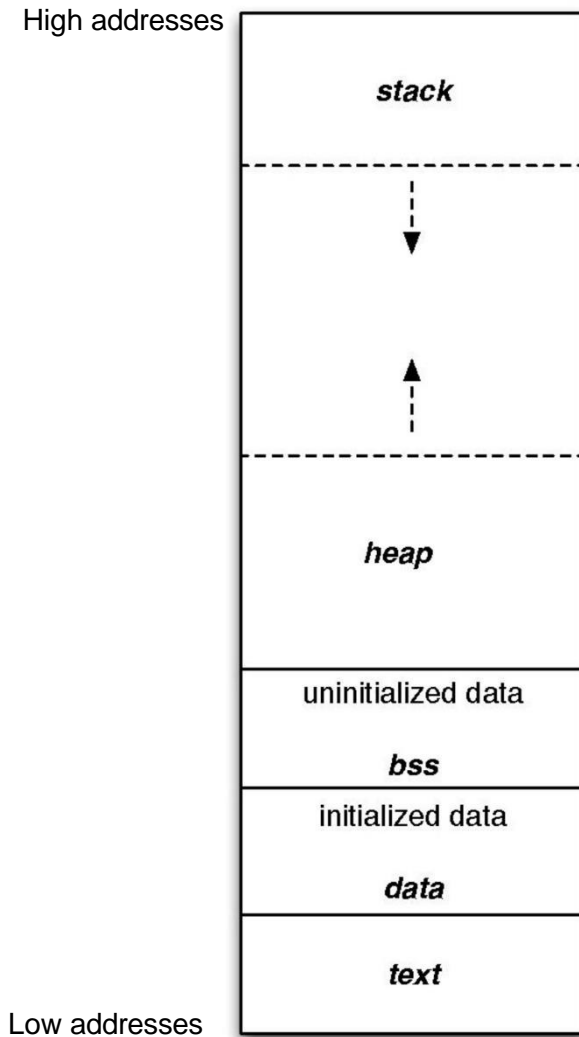 High addresses
stack
heap
uninitialized data
bss
initialized data
data
text
Low addresses